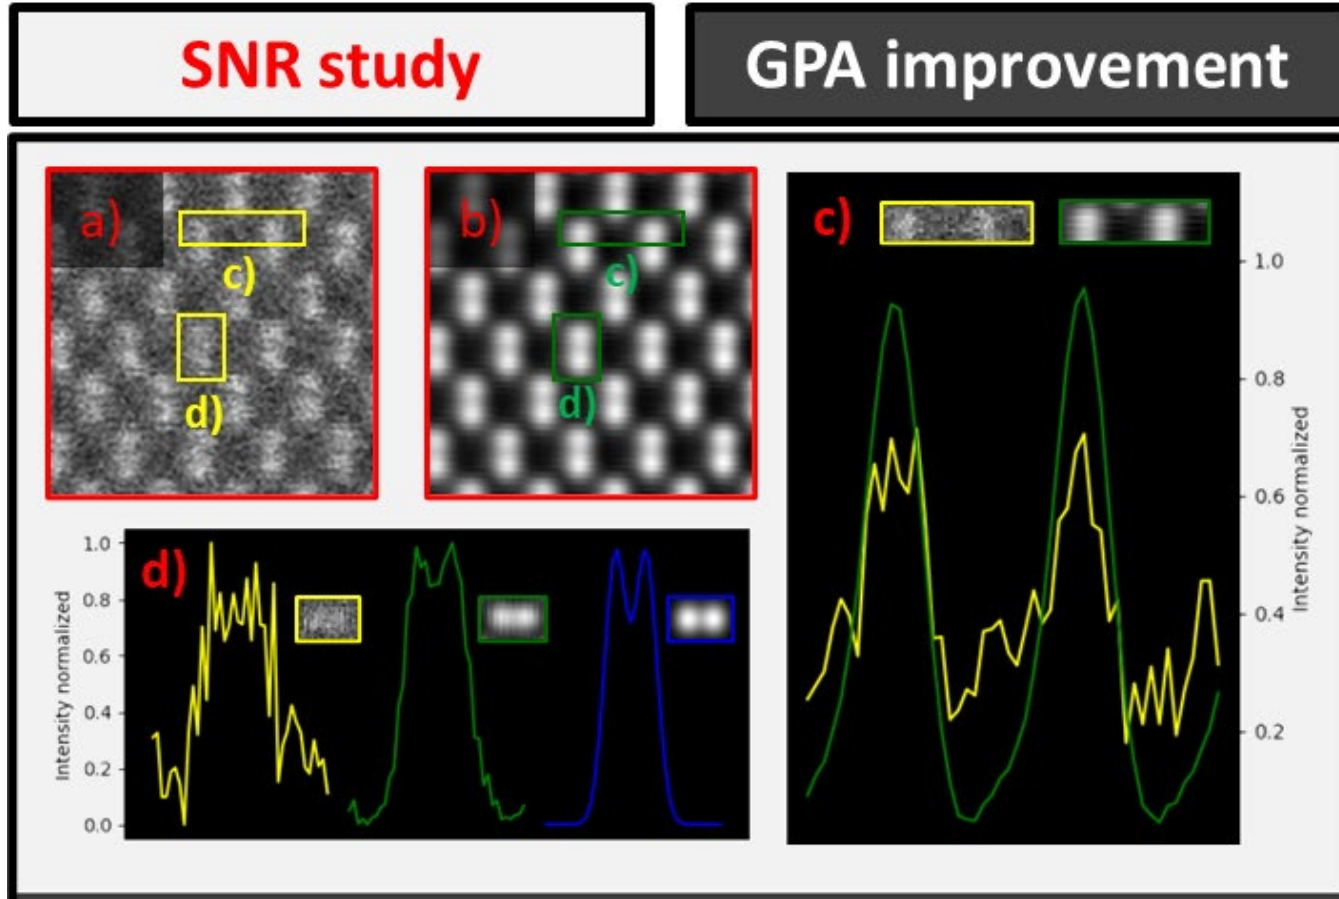 SNR study
GPA improvement
a)
c)
d)
b)
c)
d)
c)
1.0
0.8
0.6
0.4
0.2
Intensity normalized
d)
1.0
0.8
0.6
0.4
0.2
0.0
Intensity normalized